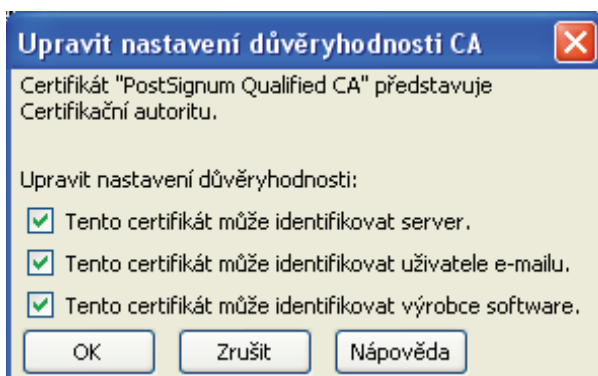 Upravit nastavení důvěryhodnosti CA
Certifikát "PostSignum Qualified CA" představuje
Certifikační autoritu.
Upravit nastavení důvěryhodnosti:
Tento certifikát může identifikovat server.
Tento certifikát může identifikovat uživatele e-mailu.
Tento certifikát může identifikovat výrobce software.
OK Zrušit Nápověda